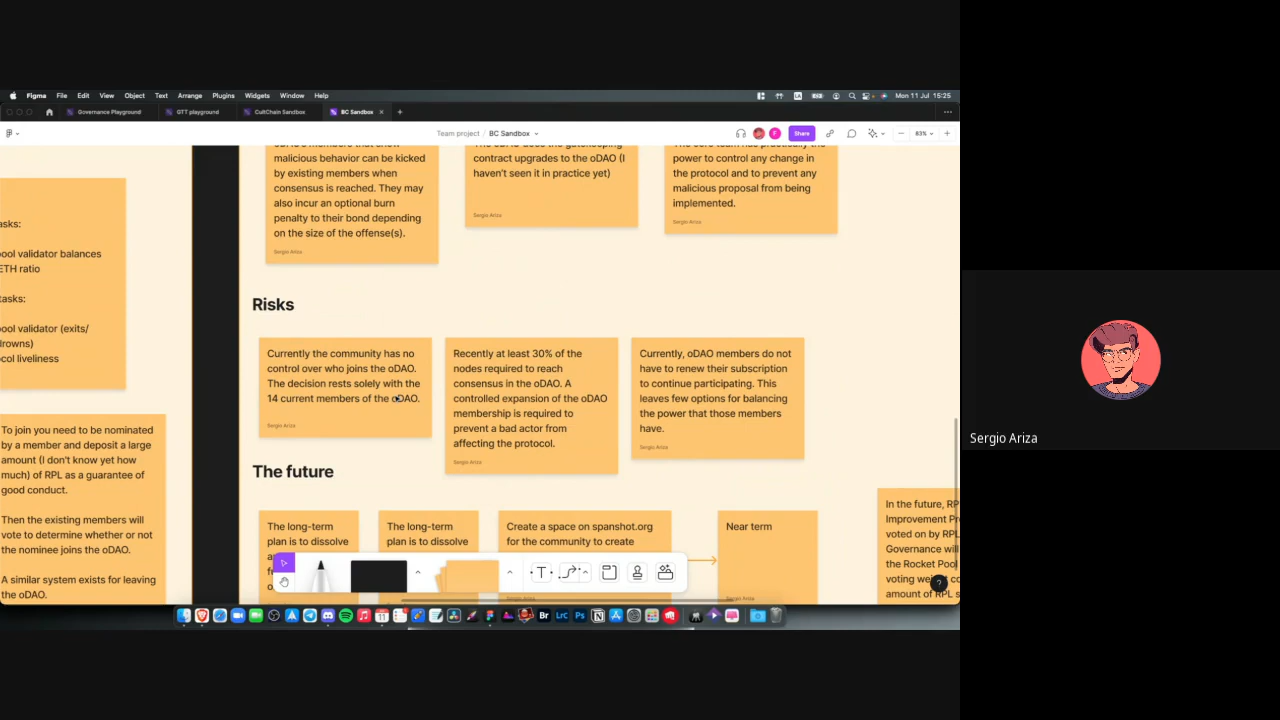 Figma File Edit View Object Text Arrange Plugins Widgets Window Help
Mon 11 Jul 15:25
Governance Playground
GTT playground
CultChain Sandbox
BC Sandbox
Team project / BC Sandbox
Share
83%
malicious behavior can be kicked
by existing members when
consensus is reached. They may
also incur an optional burn
penalty to their bond depending
on the size of the offense(s).
Sergio Ariza
contract upgrades to the oDAO (I
haven't seen it in practice yet)
Sergio Ariza
power to control any change in
the protocol and to prevent any
malicious proposal from being
implemented.
Sergio Ariza
asks:
ool validator balances
ETH ratio
tasks:
ool validator (exits/
drowns)
col liveliness
To join you need to be nominated
by a member and deposit a large
amount (I don't know yet how
much) of RPL as a guarantee of
good conduct.
Then the existing members will
vote to determine whether or not
the nominee joins the oDAO.
A similar system exists for leaving
the oDAO.
Risks
Currently the community has no
control over who joins the oDAO.
The decision rests solely with the
14 current members of the oDAO.
Sergio Ariza
Recently at least 30% of the
nodes required to reach
consensus in the oDAO. A
controlled expansion of the oDAO
membership is required to
prevent a bad actor from
affecting the protocol.
Sergio Ariza
Currently, oDAO members do not
have to renew their subscription
to continue participating. This
leaves few options for balancing
the power that those members
have.
Sergio Ariza
The future
The long-term
plan is to dissolve
The long-term
plan is to dissolve
Create a space on spanshot.org
for the community to create
Near term
Sergio Ariza
In the future, RP
Improvement Pr
voted on by RPL
Governance will
the Rocket Pool
voting weight co
amount of RPL s
Sergio Ariza